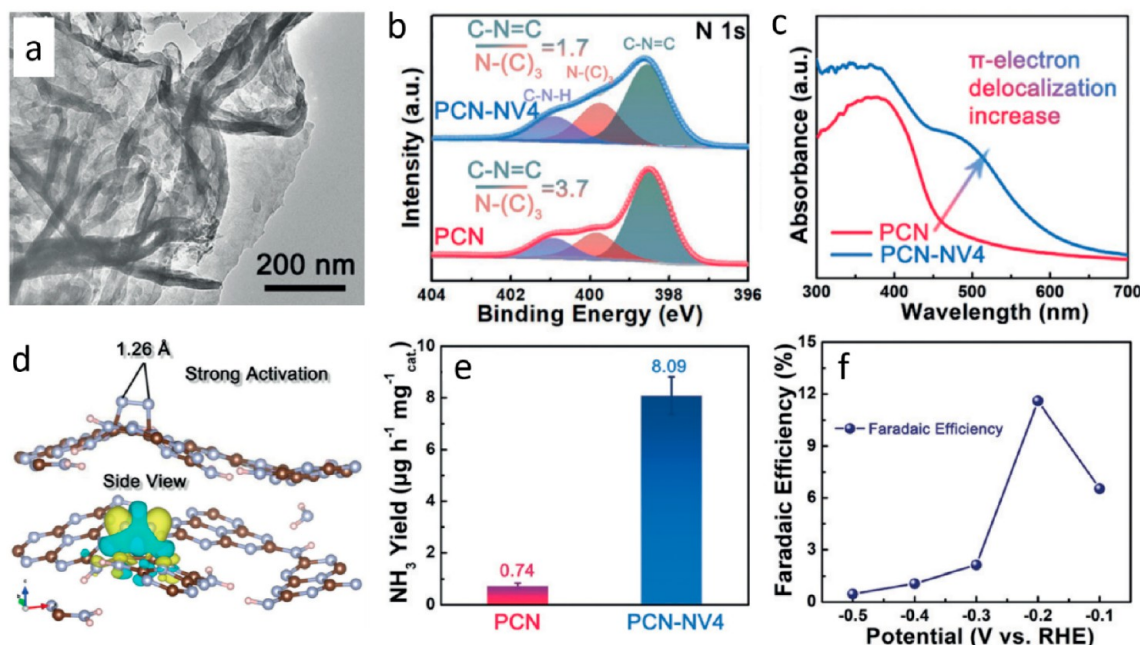 a
200 nm
b
N 1s
C-N=C
N-(C)₃
=1.7
C-N=C
N-(C)₃
C-N-H
PCN-NV4
C-N=C
N-(C)₃
=3.7
PCN
Intensity (a.u.)
404 402 400 398 396
Binding Energy (eV)
c
π-electron
delocalization
increase
PCN
PCN-NV4
Absorbance (a.u.)
300 400 500 600 700
Wavelength (nm)
d
1.26 Å
Strong Activation
Side View
e
10
8
6
4
2
0
NH₃ Yield (µg h⁻¹ mg⁻¹cat.)
0.74
8.09
PCN
PCN-NV4
f
15
12
9
6
3
0
Faradaic Efficiency (%)
Faradaic Efficiency
-0.5 -0.4 -0.3 -0.2 -0.1
Potential (V vs. RHE)